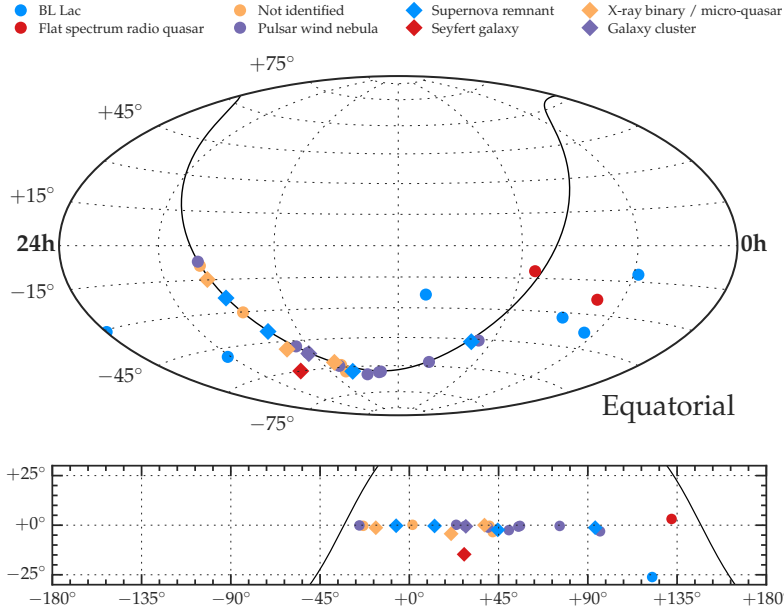 BL Lac Not identified Supernova remnant X-ray binary / micro-quasar
Flat spectrum radio quasar Pulsar wind nebula Seyfert galaxy Galaxy cluster
+75°
+45°
+15°
24h 0h
−15°
−45°
−75°
Equatorial
+25°
+0°
−25°
−180° −135° −90° −45° +0° +45° +90° +135° +180